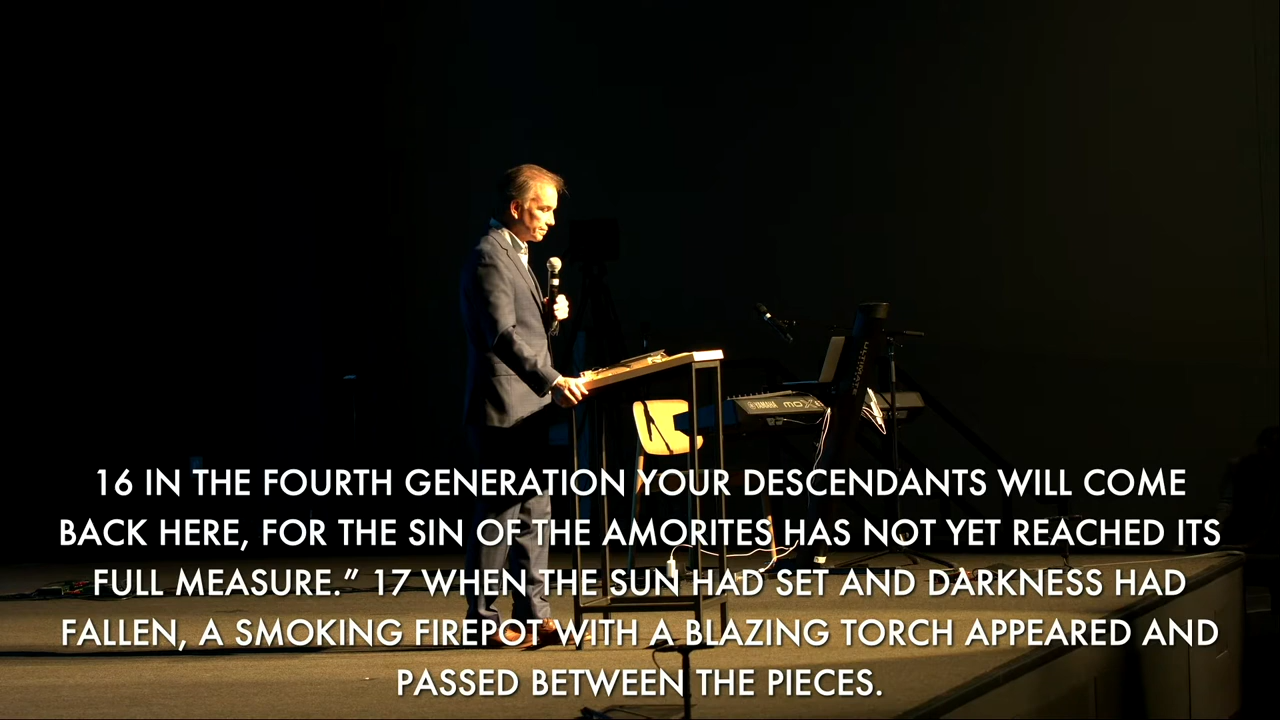 YAMAHA MOX6
16 IN THE FOURTH GENERATION YOUR DESCENDANTS WILL COME
BACK HERE, FOR THE SIN OF THE AMORITES HAS NOT YET REACHED ITS
FULL MEASURE.” 17 WHEN THE SUN HAD SET AND DARKNESS HAD
FALLEN, A SMOKING FIREPOT WITH A BLAZING TORCH APPEARED AND
PASSED BETWEEN THE PIECES.